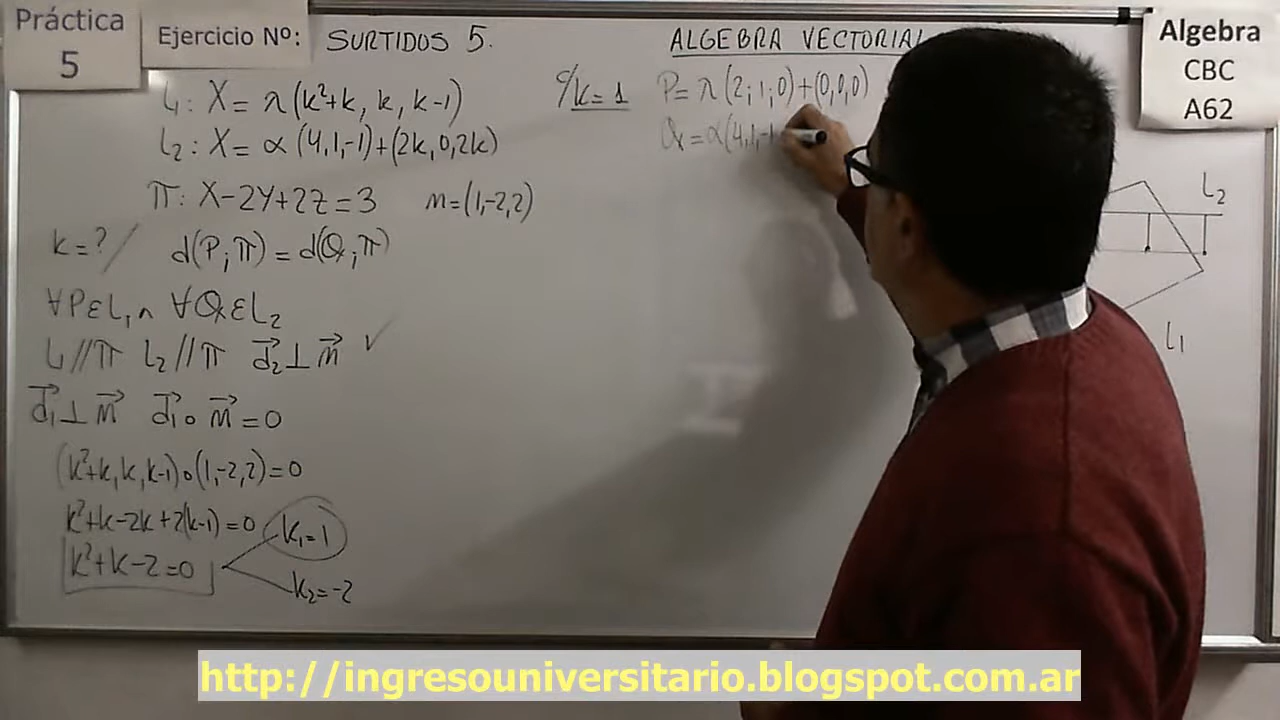 Práctica
5
Ejercicio Nº: SURTIDOS 5.
L₁: X = λ(k²+k, k, k-1)
L₂: X = α(4,1,-1)+(2k,0,2k)
π: X-2Y+2Z=3 n=(1,-2,2)
k=?/ d(P;π) = d(Q;π)
∀PεL₁ ∧ ∀QεL₂
L₁//π L₂//π d₂⊥n ✓
d₁⊥n d₁∘n=0
(k²+k,k,k-1)∘(1,-2,2)=0
k²+k-2k+2(k-1)=0 k₁=1
k²+k-2=0
k₂=-2
ALGEBRA VECTORIAL
c/k=1 P=λ(2;1;0)+(0,0,0)
Q=α(4,1,-1
Algebra
CBC
A62
L₂
L₁
http://ingresouniversitario.blogspot.com.ar